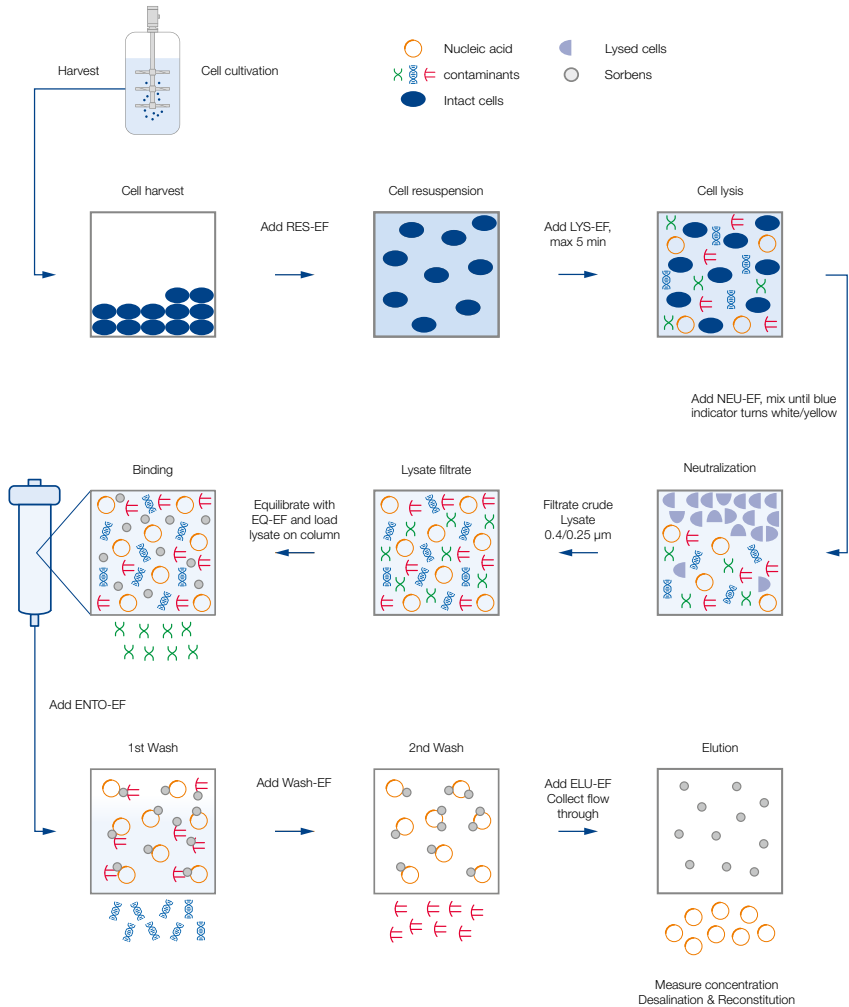 Harvest
Cell cultivation
Nucleic acid
contaminants
Intact cells
Lysed cells
Sorbens
Cell harvest
Add RES-EF
Cell resuspension
Add LYS-EF,
max 5 min
Cell lysis
Add NEU-EF, mix until blue
indicator turns white/yellow
Neutralization
Filtrate crude
Lysate
0.4/0.25 µm
Lysate filtrate
Equilibrate with
EQ-EF and load
lysate on column
Binding
Add ENTO-EF
1st Wash
Add Wash-EF
2nd Wash
Add ELU-EF
Collect flow
through
Elution
Measure concentration
Desalination & Reconstitution